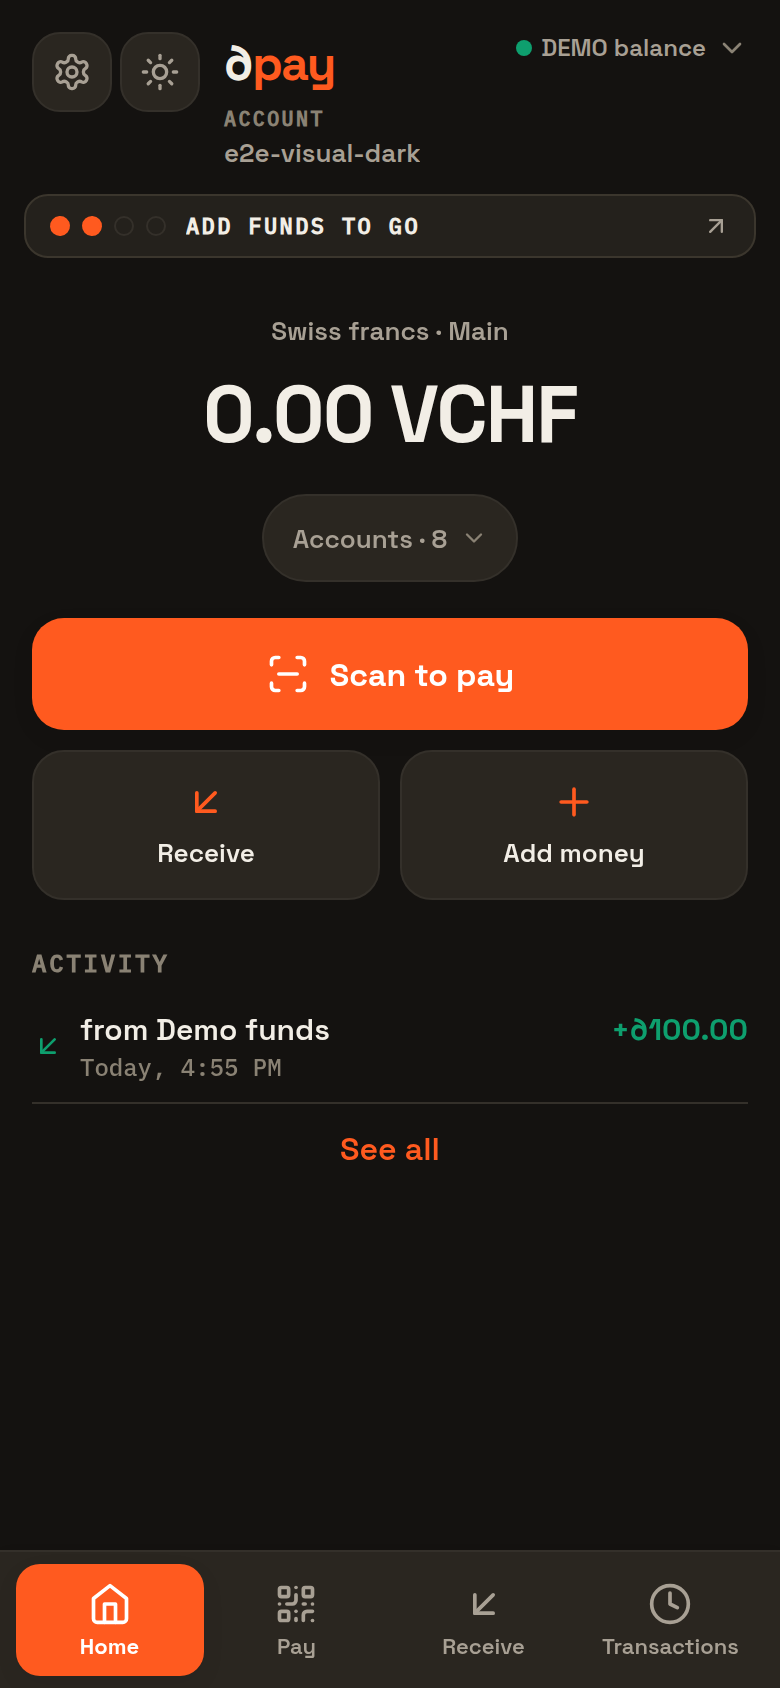 ∂pay
DEMO balance
ACCOUNT
e2e-visual-dark
ADD FUNDS TO GO
Swiss francs · Main
0.00 VCHF
Accounts · 8
Scan to pay
Receive
Add money
ACTIVITY
from Demo funds
+∂100.00
Today, 4:55 PM
See all
Home
Pay
Receive
Transactions